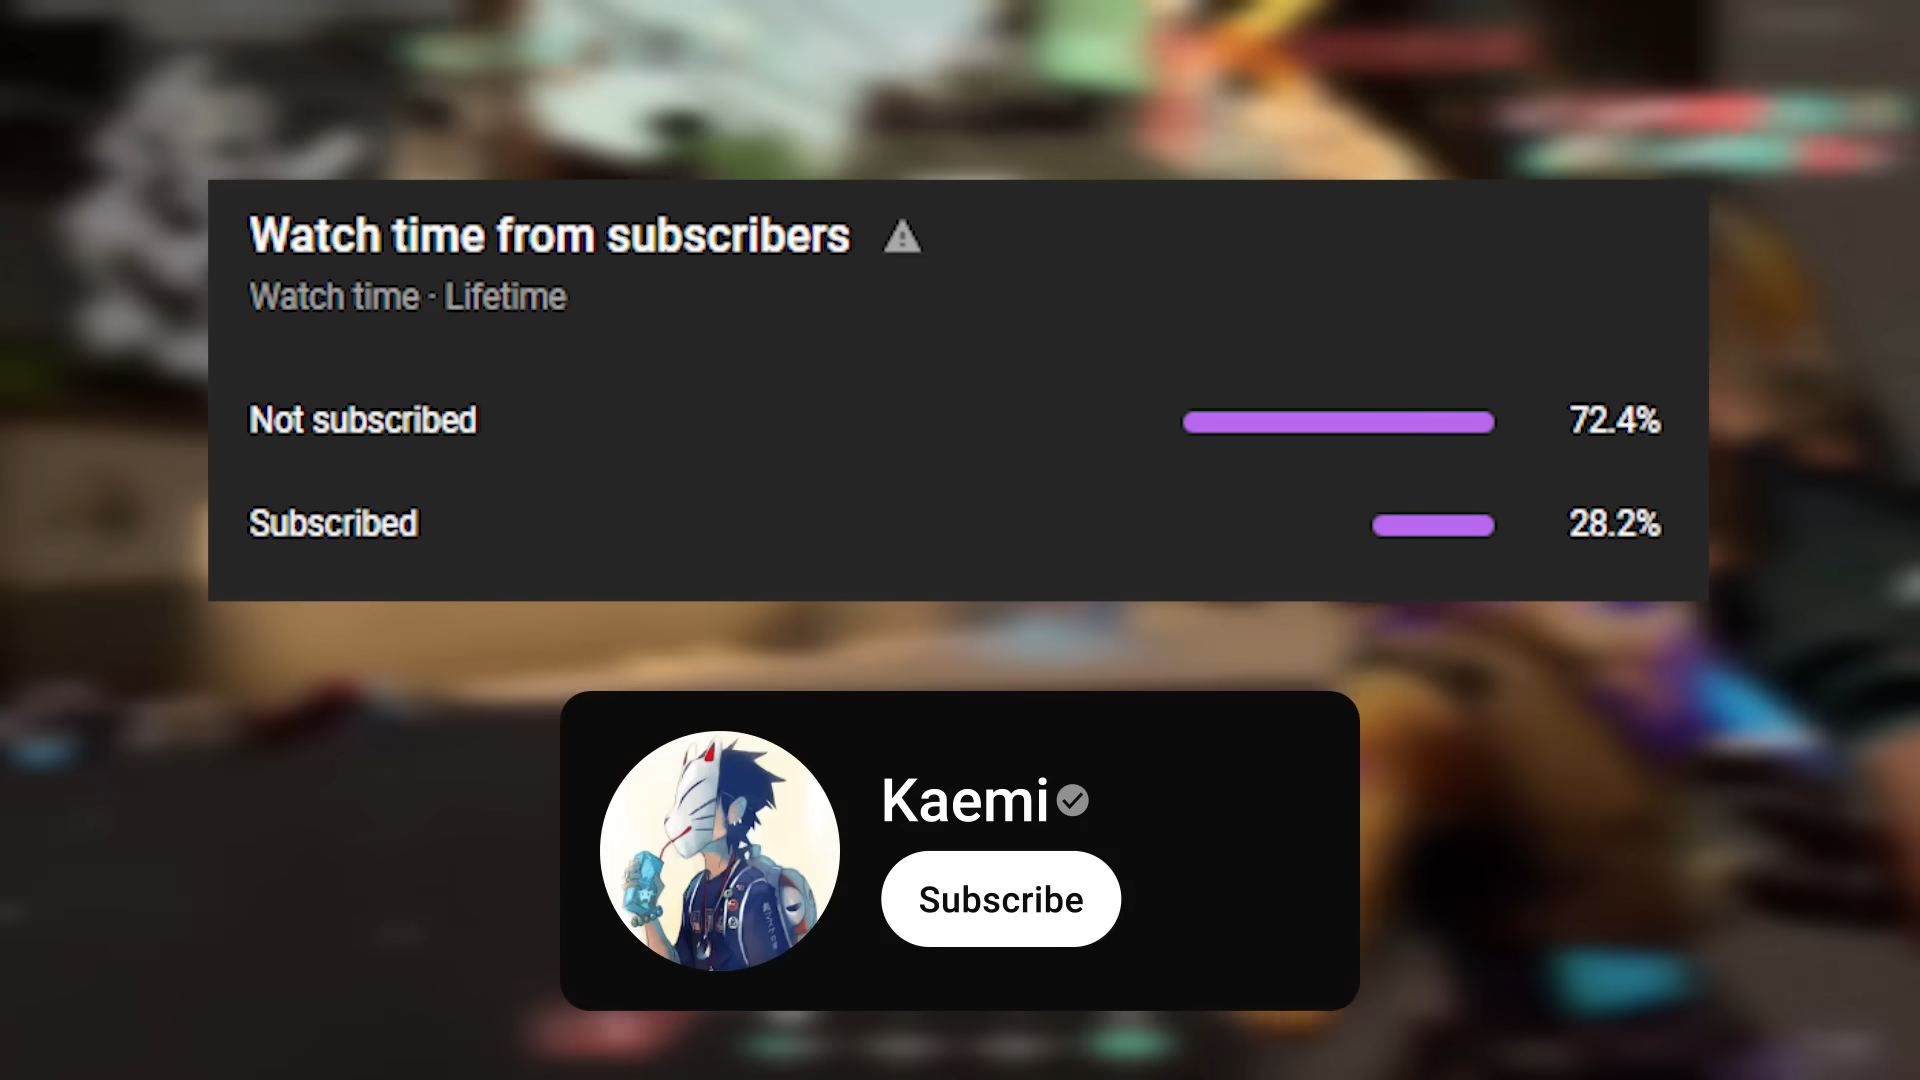 Watch time from subscribers
Watch time · Lifetime
Not subscribed 72.4%
Subscribed 28.2%
Kaemi
Subscribe